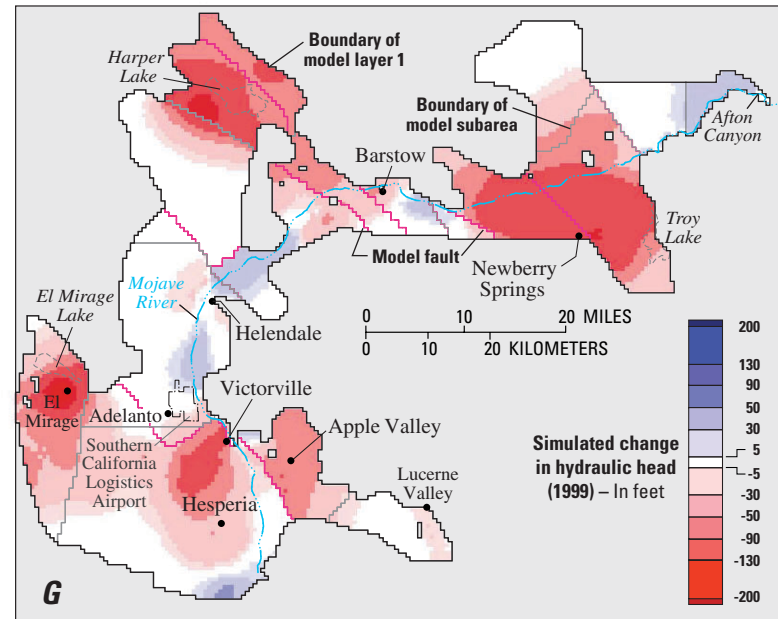 Harper
Lake
Boundary of
model layer 1
Boundary of
model subarea
Afton
Canyon
Barstow
Troy
Lake
Model fault
Newberry
Springs
Mojave
River
El Mirage
Lake
Helendale
0 10 20 MILES
0 10 20 KILOMETERS
El
Mirage
Adelanto
Victorville
Southern
California
Logistics
Airport
Apple Valley
Hesperia
Lucerne
Valley
Simulated change
in hydraulic head
(1999) – In feet
200
130
90
50
30
5
-5
-30
-50
-90
-130
-200
G